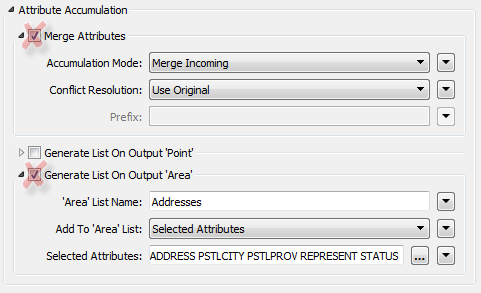 Attribute Accumulation
Merge Attributes
Accumulation Mode: Merge Incoming
Conflict Resolution: Use Original
Prefix:
Generate List On Output 'Point'
Generate List On Output 'Area'
'Area' List Name: Addresses
Add To 'Area' List: Selected Attributes
Selected Attributes: ADDRESS PSTLCITY PSTLPROV REPRESENT STATUS ...